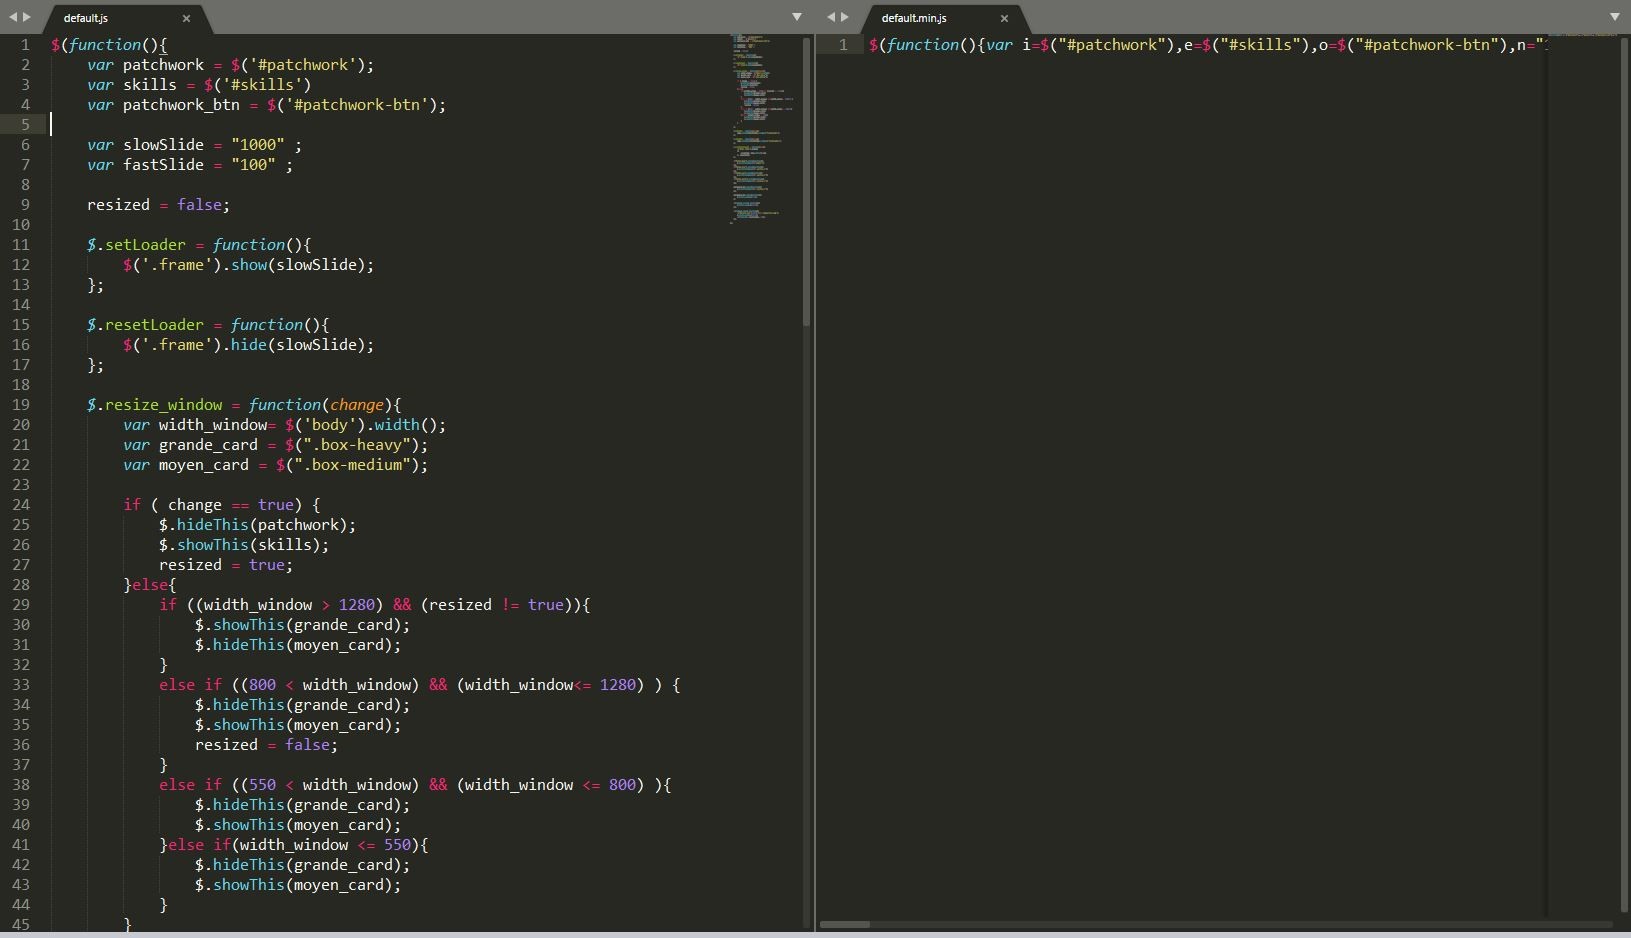 default.js
1 $(function(){
2 var patchwork = $('#patchwork');
3 var skills = $('#skills')
4 var patchwork_btn = $('#patchwork-btn');
5
6 var slowSlide = "1000" ;
7 var fastSlide = "100" ;
8
9 resized = false;
10
11 $.setLoader = function(){
12 $('.frame').show(slowSlide);
13 };
14
15 $.resetLoader = function(){
16 $('.frame').hide(slowSlide);
17 };
18
19 $.resize_window = function(change){
20 var width_window= $('body').width();
21 var grande_card = $(".box-heavy");
22 var moyen_card = $(".box-medium");
23
24 if ( change == true) {
25 $.hideThis(patchwork);
26 $.showThis(skills);
27 resized = true;
28 }else{
29 if ((width_window > 1280) && (resized != true)){
30 $.showThis(grande_card);
31 $.hideThis(moyen_card);
32 }
33 else if ((800 < width_window) && (width_window<= 1280) ) {
34 $.hideThis(grande_card);
35 $.showThis(moyen_card);
36 resized = false;
37 }
38 else if ((550 < width_window) && (width_window <= 800) ){
39 $.hideThis(grande_card);
40 $.showThis(moyen_card);
41 }else if(width_window <= 550){
42 $.hideThis(grande_card);
43 $.showThis(moyen_card);
44 }
45 }
default.min.js
1 $(function(){var i=$("#patchwork"),e=$("#skills"),o=$("#patchwork-btn"),n="